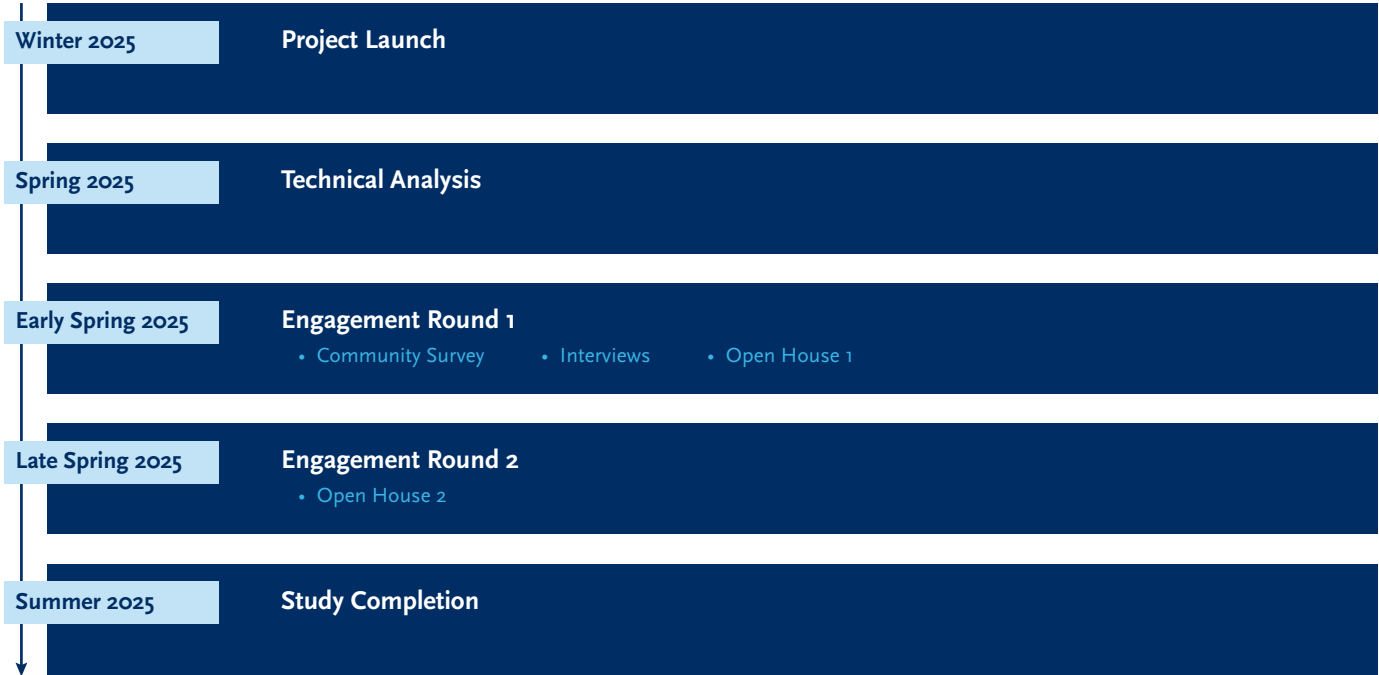 Winter 2025 Project Launch
Spring 2025 Technical Analysis
Early Spring 2025 Engagement Round 1
• Community Survey • Interviews • Open House 1
Late Spring 2025 Engagement Round 2
• Open House 2
Summer 2025 Study Completion